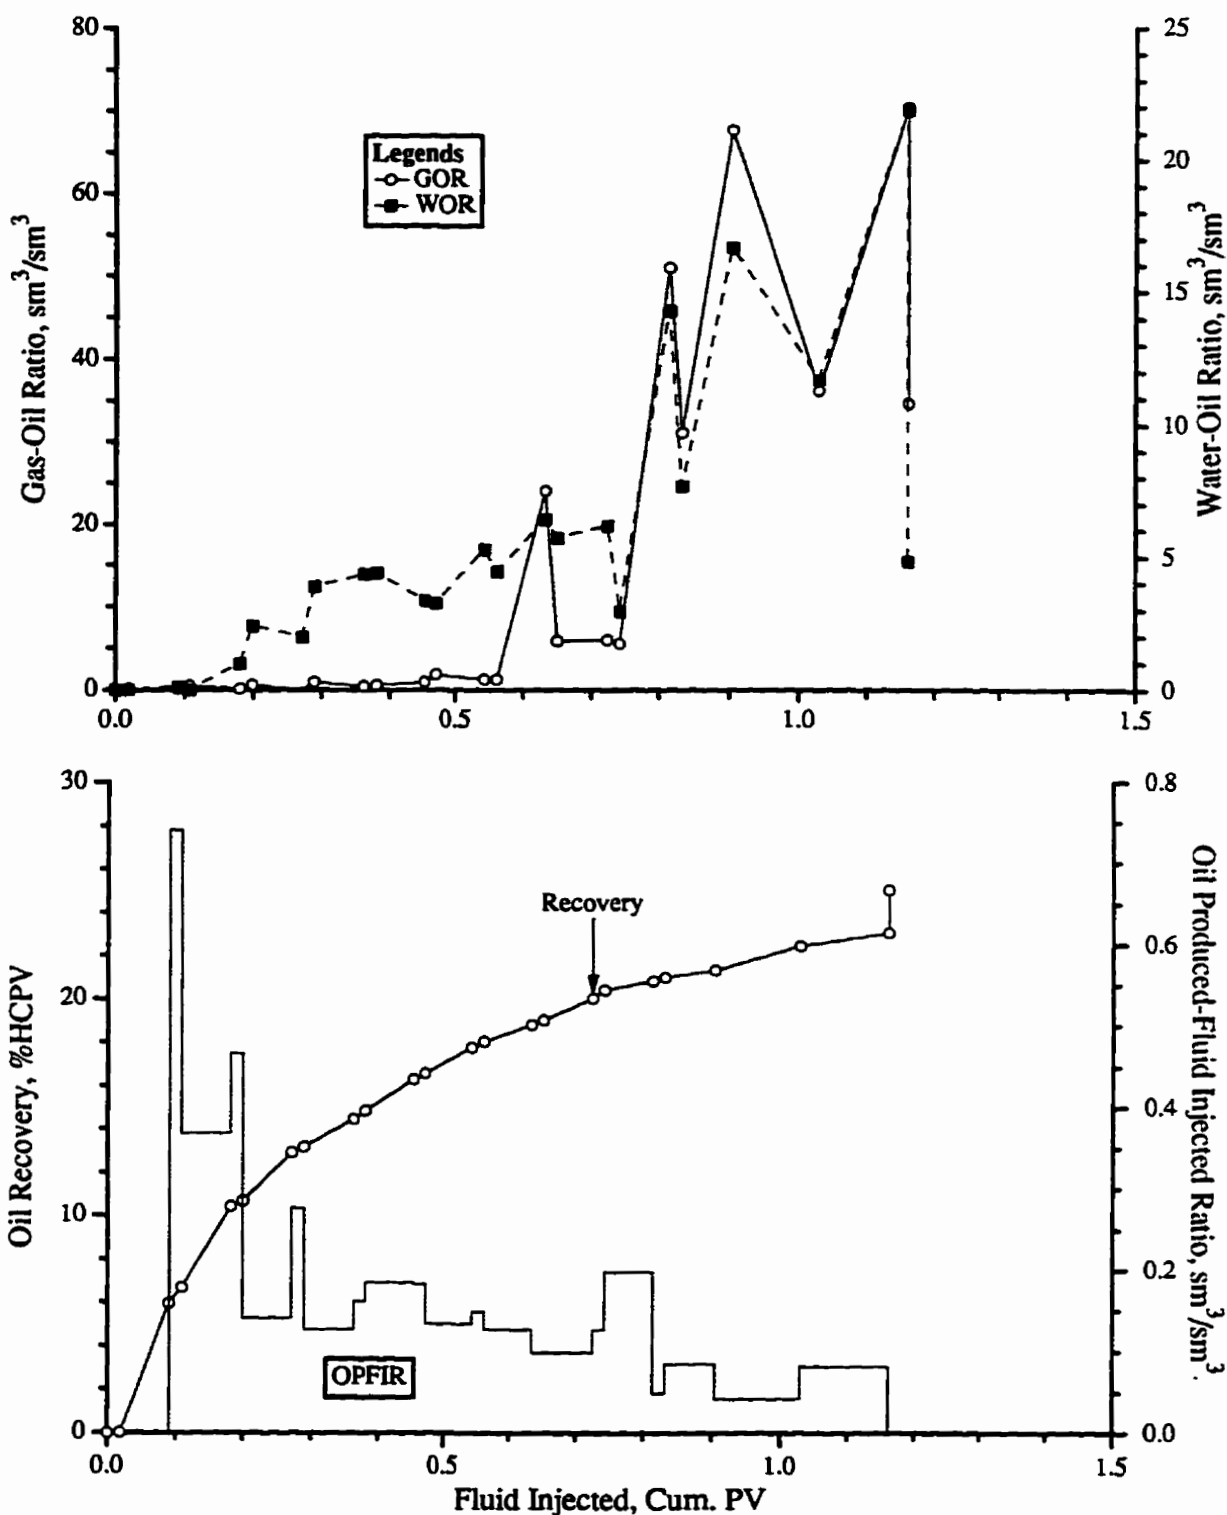 80
60
40
20
0
Gas-Oil Ratio, sm³/sm³
Legends
GOR
WOR
25
20
15
10
5
0
Water-Oil Ratio, sm³/sm³
0.0
0.5
1.0
1.5
30
20
10
0
Oil Recovery, %HCPV
Recovery
OPFIR
0.8
0.6
0.4
0.2
0.0
Oil Produced-Fluid Injected Ratio, sm³/sm³.
0.0
0.5
1.0
1.5
Fluid Injected, Cum. PV